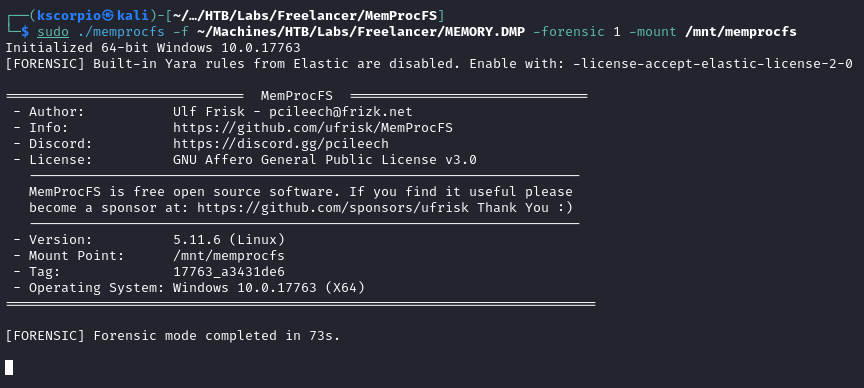 ┌──(kscorpio㉿kali)-[~/…/HTB/Labs/Freelancer/MemProcFS]
└─$ sudo ./memprocfs -f ~/Machines/HTB/Labs/Freelancer/MEMORY.DMP -forensic 1 -mount /mnt/memprocfs
Initialized 64-bit Windows 10.0.17763
[FORENSIC] Built-in Yara rules from Elastic are disabled. Enable with: -license-accept-elastic-license-2-0
============================== MemProcFS ==============================
- Author: Ulf Frisk - pcileech@frizk.net
- Info: https://github.com/ufrisk/MemProcFS
- Discord: https://discord.gg/pcileech
- License: GNU Affero General Public License v3.0
---------------------------------------------------------------------
MemProcFS is free open source software. If you find it useful please
become a sponsor at: https://github.com/sponsors/ufrisk Thank You :)
---------------------------------------------------------------------
- Version: 5.11.6 (Linux)
- Mount Point: /mnt/memprocfs
- Tag: 17763_a3431de6
- Operating System: Windows 10.0.17763 (X64)
==========================================================================
[FORENSIC] Forensic mode completed in 73s.